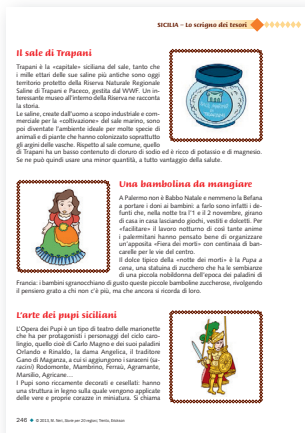 SICILIA – Lo scrigno dei tesori
Il sale di Trapani
Trapani è la «capitale» siciliana del sale, tanto che
i mille ettari delle sue saline più antiche sono oggi
territorio protetto della Riserva Naturale Regionale
Saline di Trapani e Paceco, gestita dal WWF. Un in-
teressante museo all'interno della Riserva ne racconta
la storia.
Le saline, create dall'uomo a scopo industriale e com-
merciale per la «coltivazione» del sale marino, sono
poi diventate l'ambiente ideale per molte specie di
animali e di piante che hanno colonizzato soprattutto
gli argini delle vasche. Rispetto al sale comune, quello
di Trapani ha un basso contenuto di cloruro di sodio ed è ricco di potassio e di magnesio.
Se ne può quindi usare una minor quantità, a tutto vantaggio della salute.
Una bambolina da mangiare
A Palermo non è Babbo Natale e nemmeno la Befana
a portare i doni ai bambini: a farlo sono infatti i de-
funti che, nella notte tra l'1 e il 2 novembre, girano
di casa in casa lasciando giochi, vestiti e dolcetti. Per
«facilitare» il lavoro notturno di così tante anime
i palermitani hanno pensato bene di organizzare
un'apposita «Fiera dei morti» con centinaia di ban-
carelle per le vie del centro.
Il dolce tipico della «notte dei morti» è la Pupa a
cena, una statuina di zucchero che ha le sembianze
di una piccola nobildonna dell'epoca dei paladini di
Francia: i bambini sgranocchiano di gusto queste piccole bamboline zuccherose, rivolgendo
il pensiero grato a chi non c'è più, ma che ancora si ricorda di loro.
L'arte dei pupi siciliani
L'Opera dei Pupi è un tipo di teatro delle marionette
che ha per protagonisti i personaggi del ciclo caro-
lingio, quello cioè di Carlo Magno e dei suoi paladini
Orlando e Rinaldo, la dama Angelica, il traditore
Gano di Maganza, a cui si aggiungono i saraceni (sa-
racini) Rodomonte, Mambrino, Ferraù, Agramante,
Marsilio, Agricane…
I Pupi sono riccamente decorati e cesellati: hanno
una struttura in legno sulla quale vengono applicate
delle vere e proprie corazze in miniatura. Si chiama
246 ◆ © 2013, M. Neri, Storie per 20 regioni, Trento, Erickson